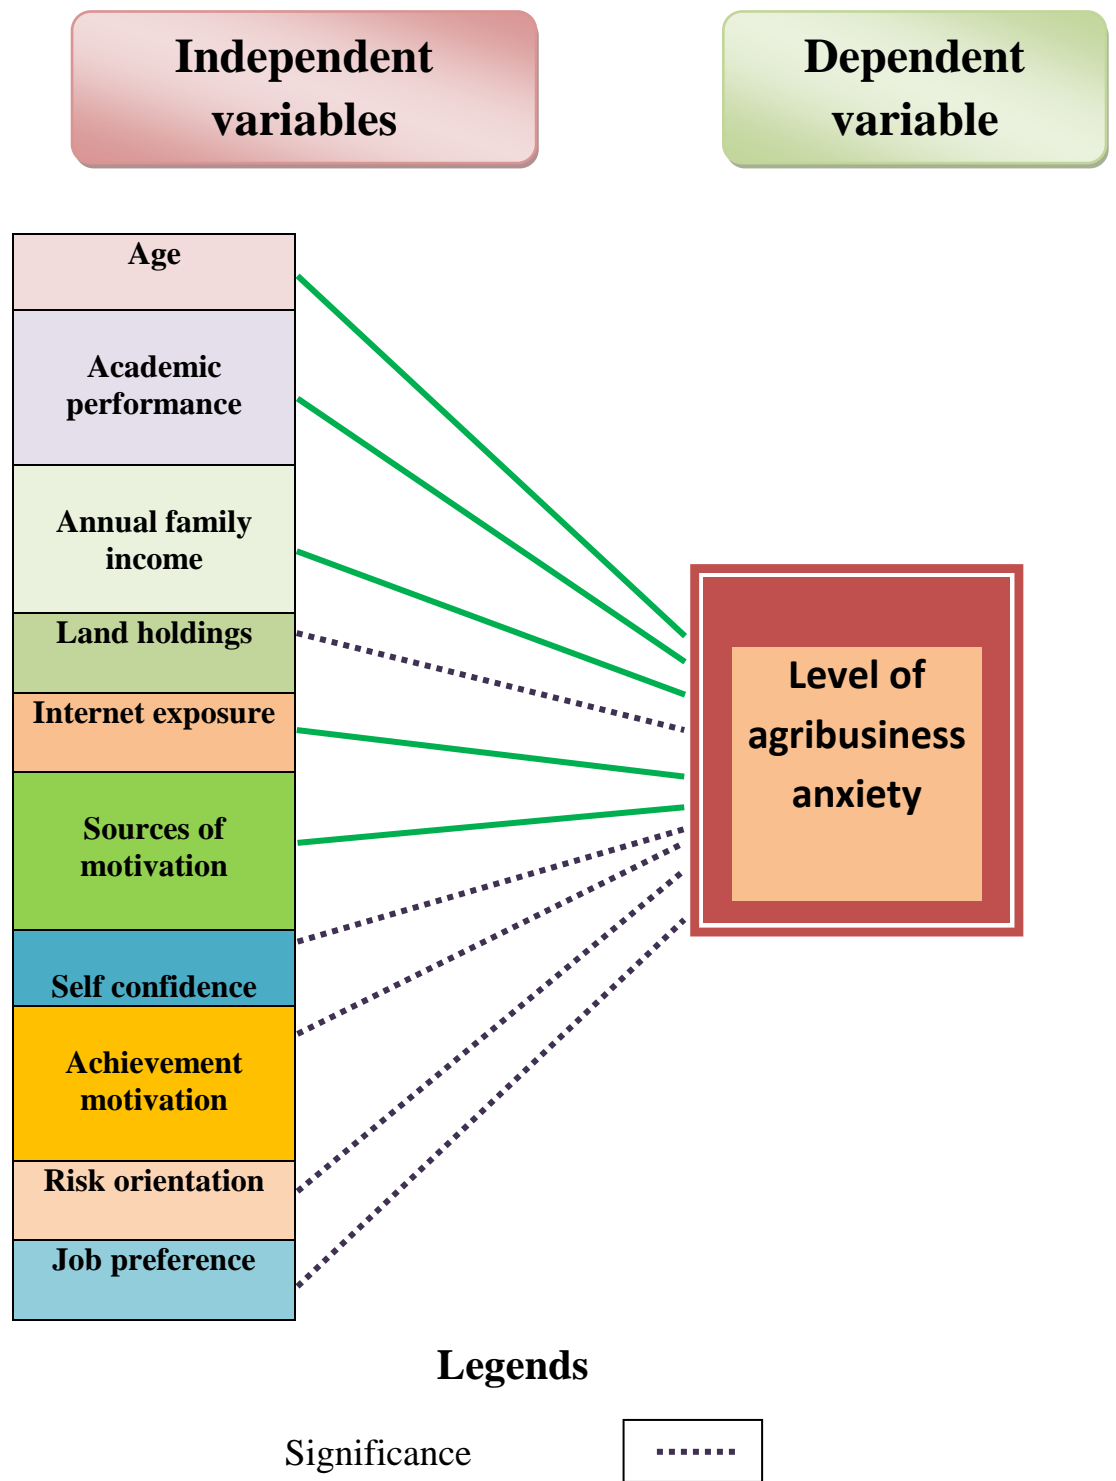 Independent
variables
Dependent
variable
Age
Academic
performance
Annual family
income
Land holdings
Internet exposure
Sources of
motivation
Self confidence
Achievement
motivation
Risk orientation
Job preference
Level of
agribusiness
anxiety
Legends
Significance